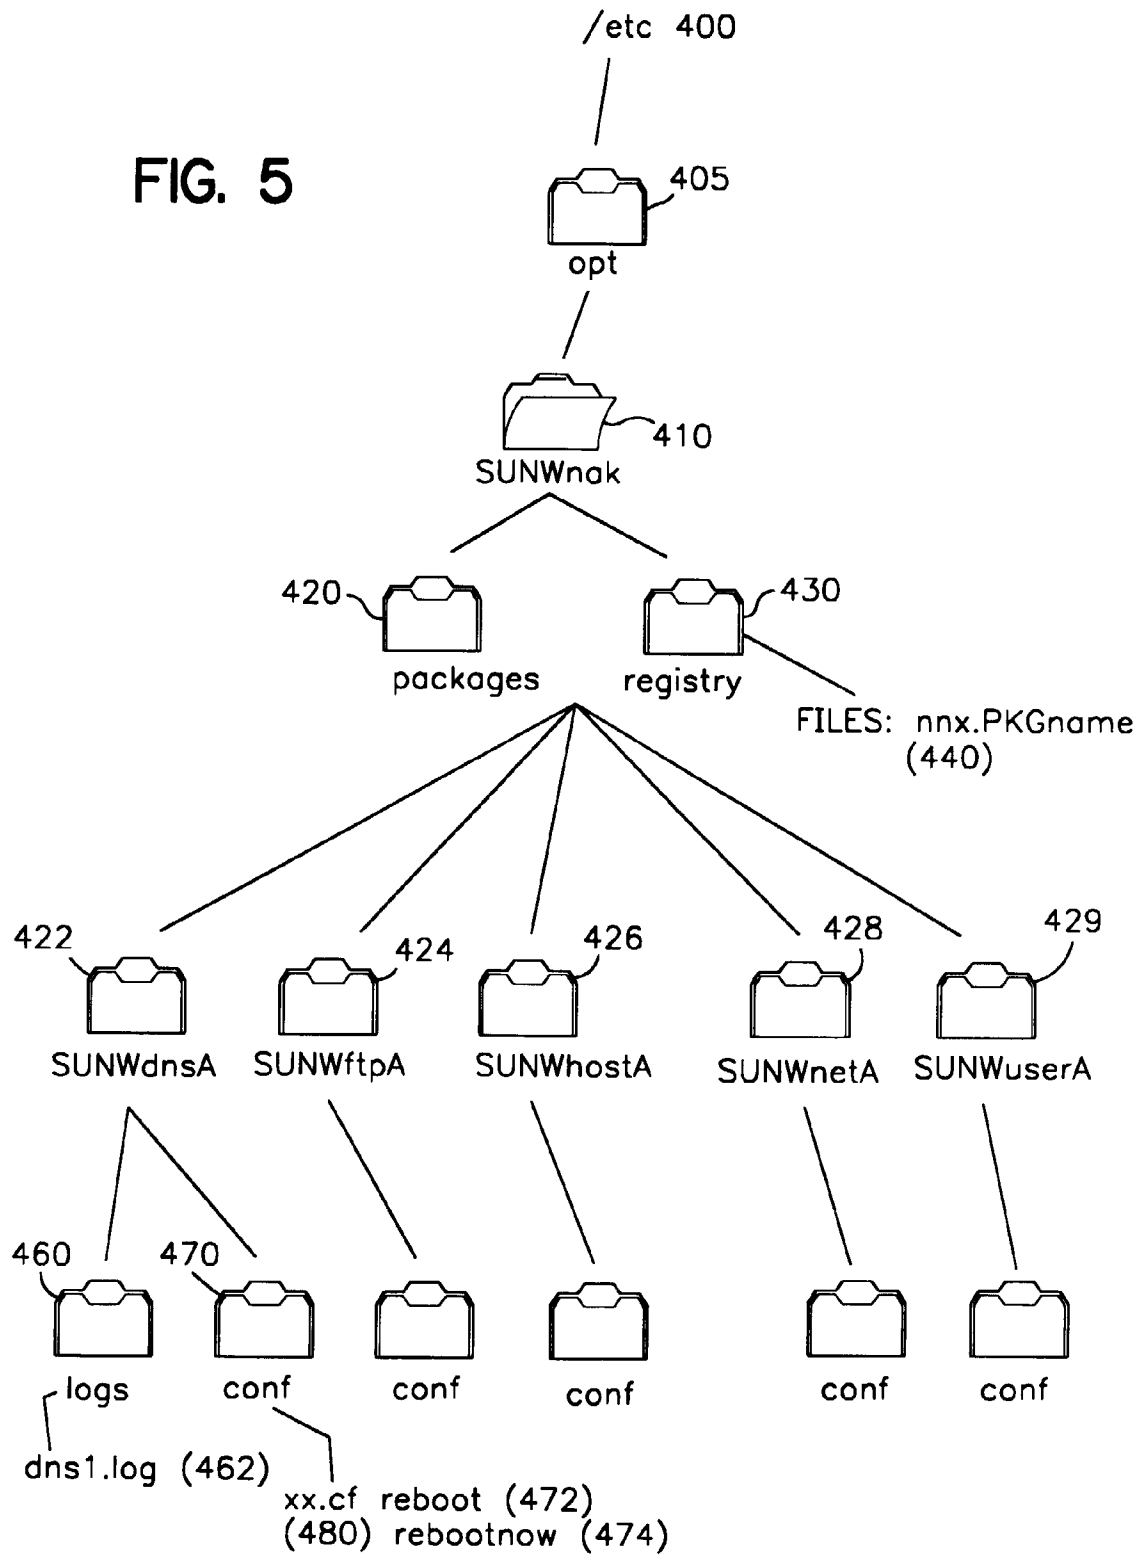 /etc 400
FIG. 5
405
opt
410
SUNWnak
420
430
packages
registry
FILES: nnx.PKGname
(440)
422
424
426
428
429
SUNWdnsA
SUNWftpA
SUNWhostA
SUNWnetA
SUNWuserA
460
470
logs
conf
conf
conf
conf
conf
dns1.log (462)
xx.cf reboot (472)
(480) rebootnow (474)